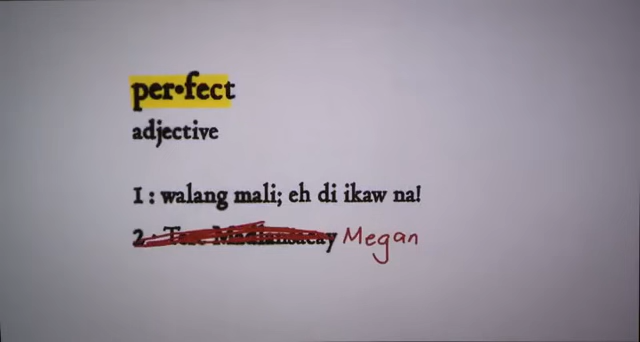 per•fect
adjective
1 : walang mali; eh di ikaw na!
2 : Megan